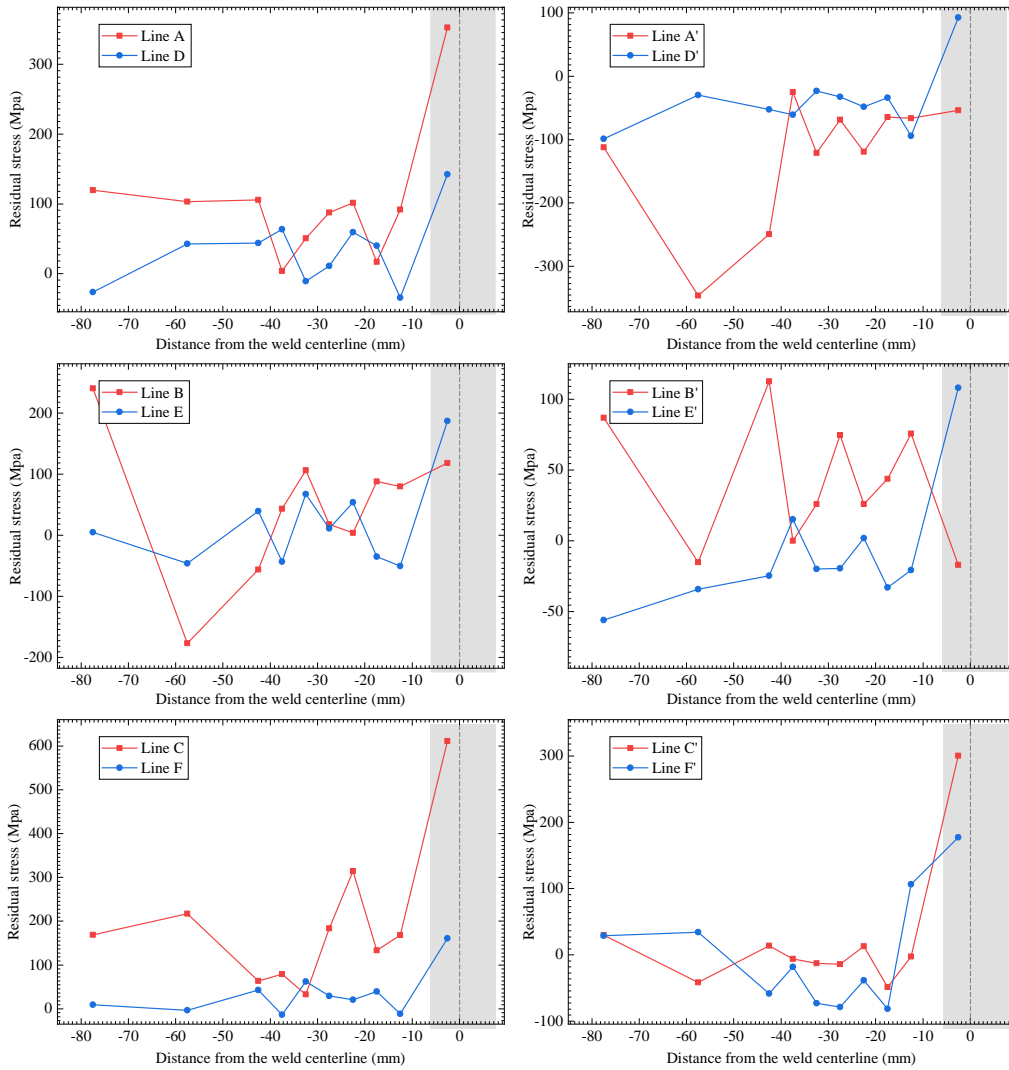 Line A
Line D
Residual stress (Mpa)
300
200
100
0
-80 -70 -60 -50 -40 -30 -20 -10 0
Distance from the weld centerline (mm)
Line A'
Line D'
Residual stress (Mpa)
100
0
-100
-300
-80 -70 -60 -50 -40 -30 -20 -10 0
Distance from the weld centerline (mm)
Line B
Line E
Residual stress (Mpa)
200
100
0
-100
-200
-80 -70 -60 -50 -40 -30 -20 -10 0
Distance from the weld centerline (mm)
Line B'
Line E'
Residual stress (Mpa)
100
50
0
-50
-80 -70 -60 -50 -40 -30 -20 -10 0
Distance from the weld centerline (mm)
Line C
Line F
Residual stress (Mpa)
600
500
400
300
200
100
0
-80 -70 -60 -50 -40 -30 -20 -10 0
Distance from the weld centerline (mm)
Line C'
Line F'
Residual stress (Mpa)
300
200
100
0
-100
-80 -70 -60 -50 -40 -30 -20 -10 0
Distance from the weld centerline (mm)